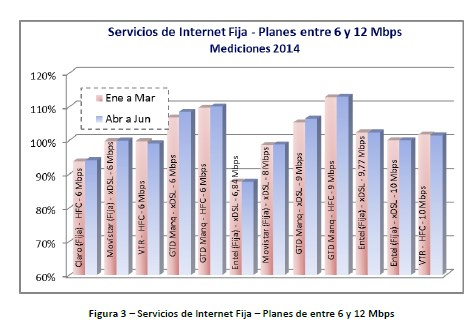 Servicios de Internet Fija - Planes entre 6 y 12 Mbps
Mediciones 2014
120%
110%
100%
90%
80%
70%
60%
Ene a Mar
Abr a Jun
Claro (Fija) - HFC - 6 Mbps
Movistar (Fija) - xDSL - 6 Mbps
VTR - HFC - 6 Mbps
GTD Manq - xDSL - 6 Mbps
GTD Manq - HFC - 6 Mbps
Entel (Fija) - xDSL - 6,84 Mbps
Movistar (Fija) - xDSL - 8 Mbps
GTD Manq - xDSL - 9 Mbps
GTD Manq - HFC - 9 Mbps
Entel (Fija) - xDSL - 9,77 Mbps
Entel (Fija) - xDSL - 10 Mbps
VTR - HFC - 10 Mbps
Figura 3 – Servicios de Internet Fija – Planes de entre 6 y 12 Mbps